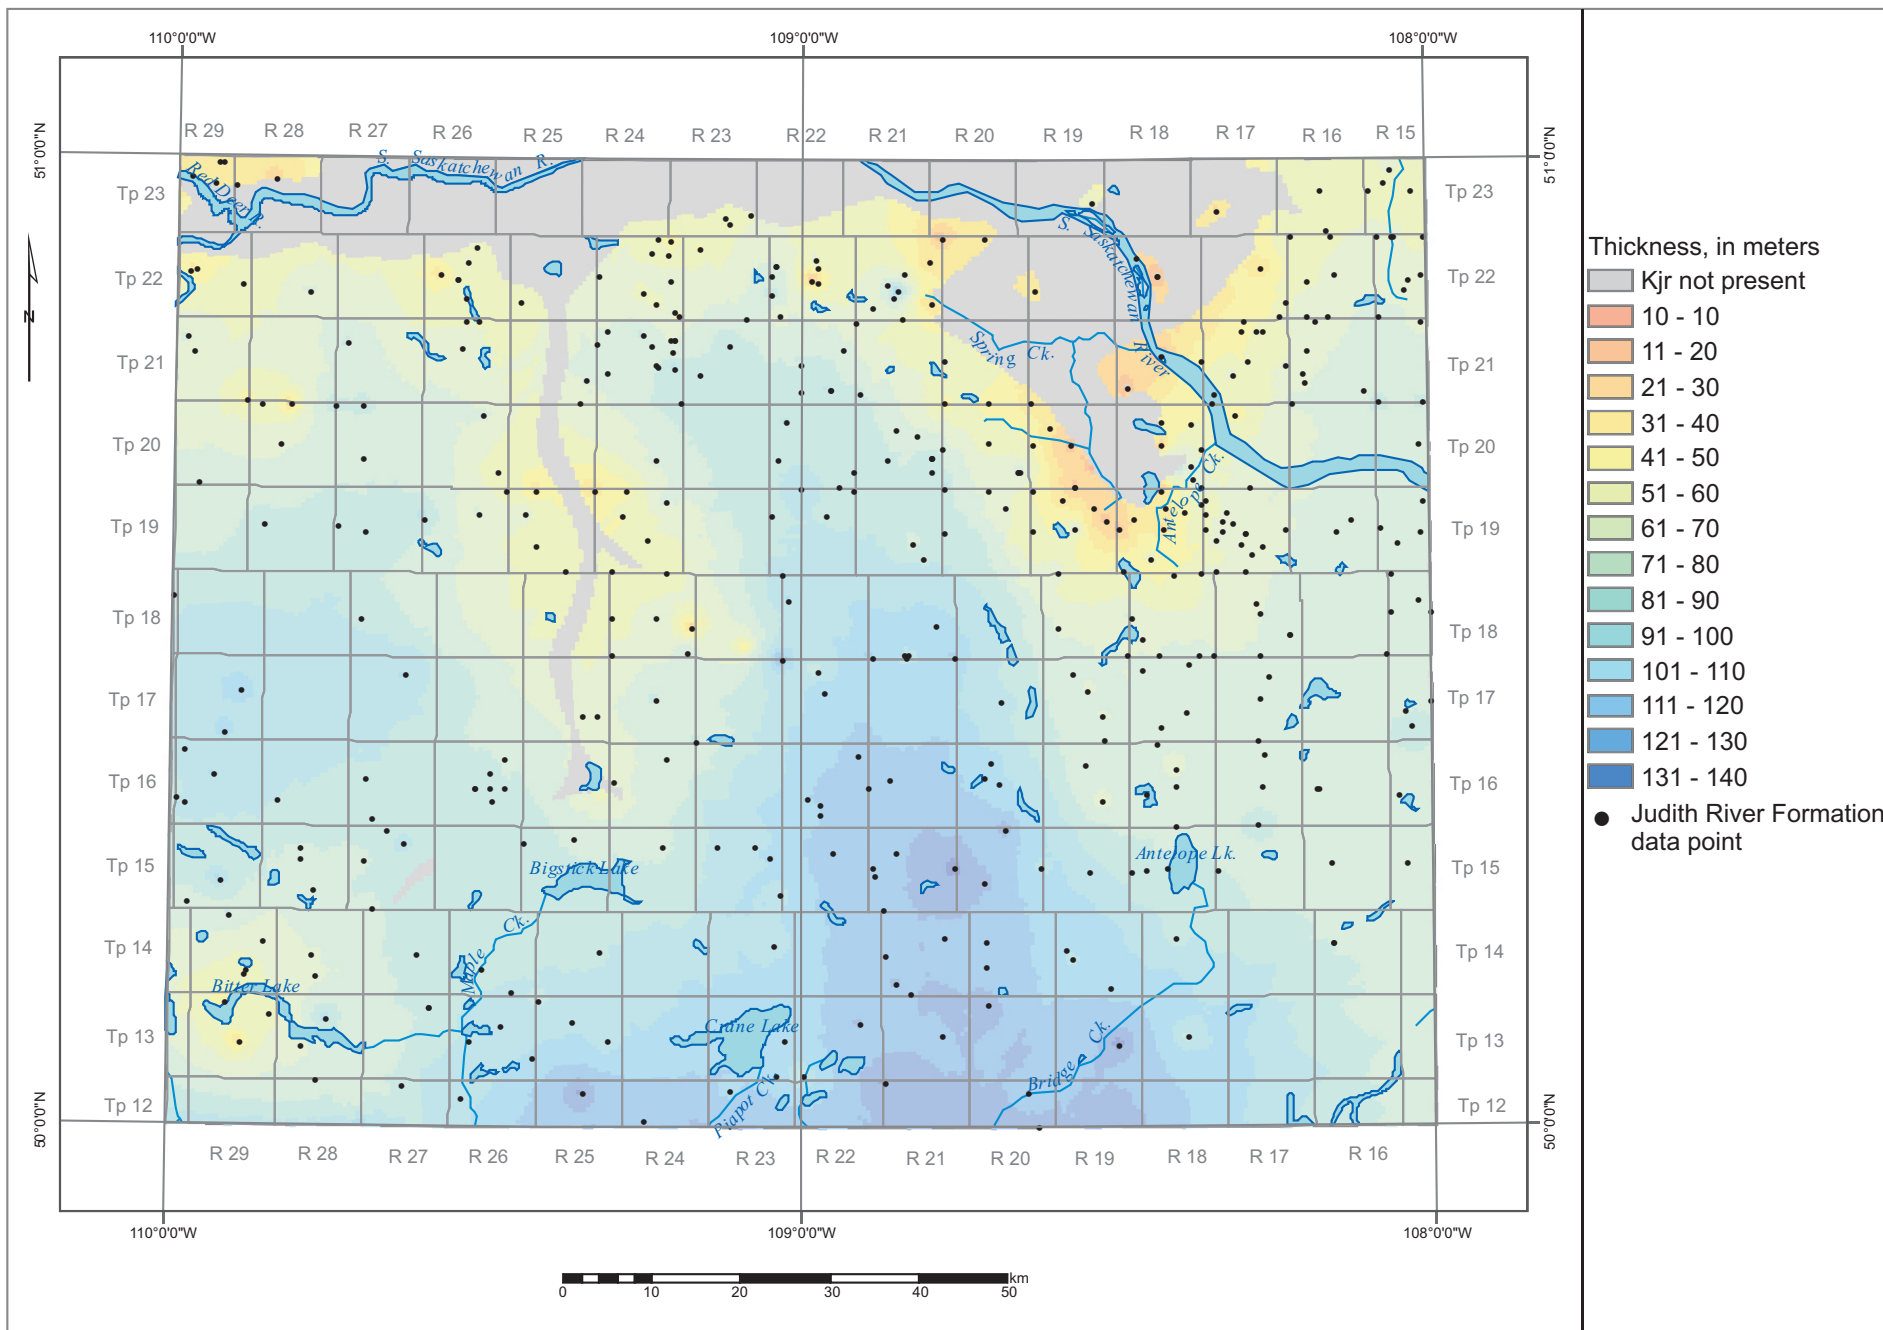 110°0'0"W 109°0'0"W 108°0'0"W
R 29 R 28 R 27 R 26 R 25 R 24 R 23 R 22 R 21 R 20 R 19 R 18 R 17 R 16 R 15
51°0'0"N 51°0'0"N
S. Saskatchewan R.
Red Deer R.
Tp 23 Tp 23
S. Saskatchewan River
Tp 22 Tp 22
N
Spring Ck.
Tp 21 Tp 21
Tp 20 Tp 20
Antelope Ck.
Tp 19 Tp 19
Tp 18 Tp 18
Tp 17 Tp 17
Tp 16 Tp 16
Tp 15 Bigstick Lake Antelope Lk. Tp 15
Maple Ck.
Tp 14 Tp 14
Bitter Lake
Tp 13 Crane Lake Tp 13
Bridge Ck.
Piapot Ck.
Tp 12 Tp 12
50°0'0"N 50°0'0"N
R 29 R 28 R 27 R 26 R 25 R 24 R 23 R 22 R 21 R 20 R 19 R 18 R 17 R 16
110°0'0"W 109°0'0"W 108°0'0"W
km
0 10 20 30 40 50
Thickness, in meters
Kjr not present
10 - 10
11 - 20
21 - 30
31 - 40
41 - 50
51 - 60
61 - 70
71 - 80
81 - 90
91 - 100
101 - 110
111 - 120
121 - 130
131 - 140
Judith River Formation
data point